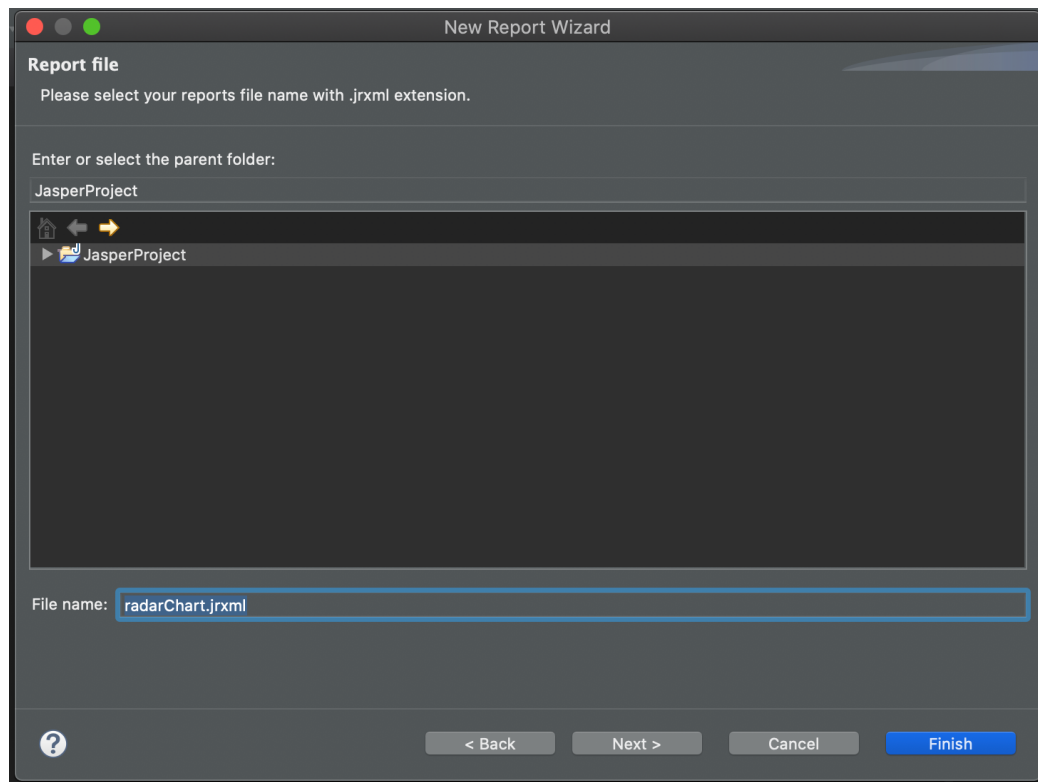 New Report Wizard
Report file
Please select your reports file name with .jrxml extension.
Enter or select the parent folder:
JasperProject
JasperProject
File name: radarChart.jrxml
? < Back Next > Cancel Finish